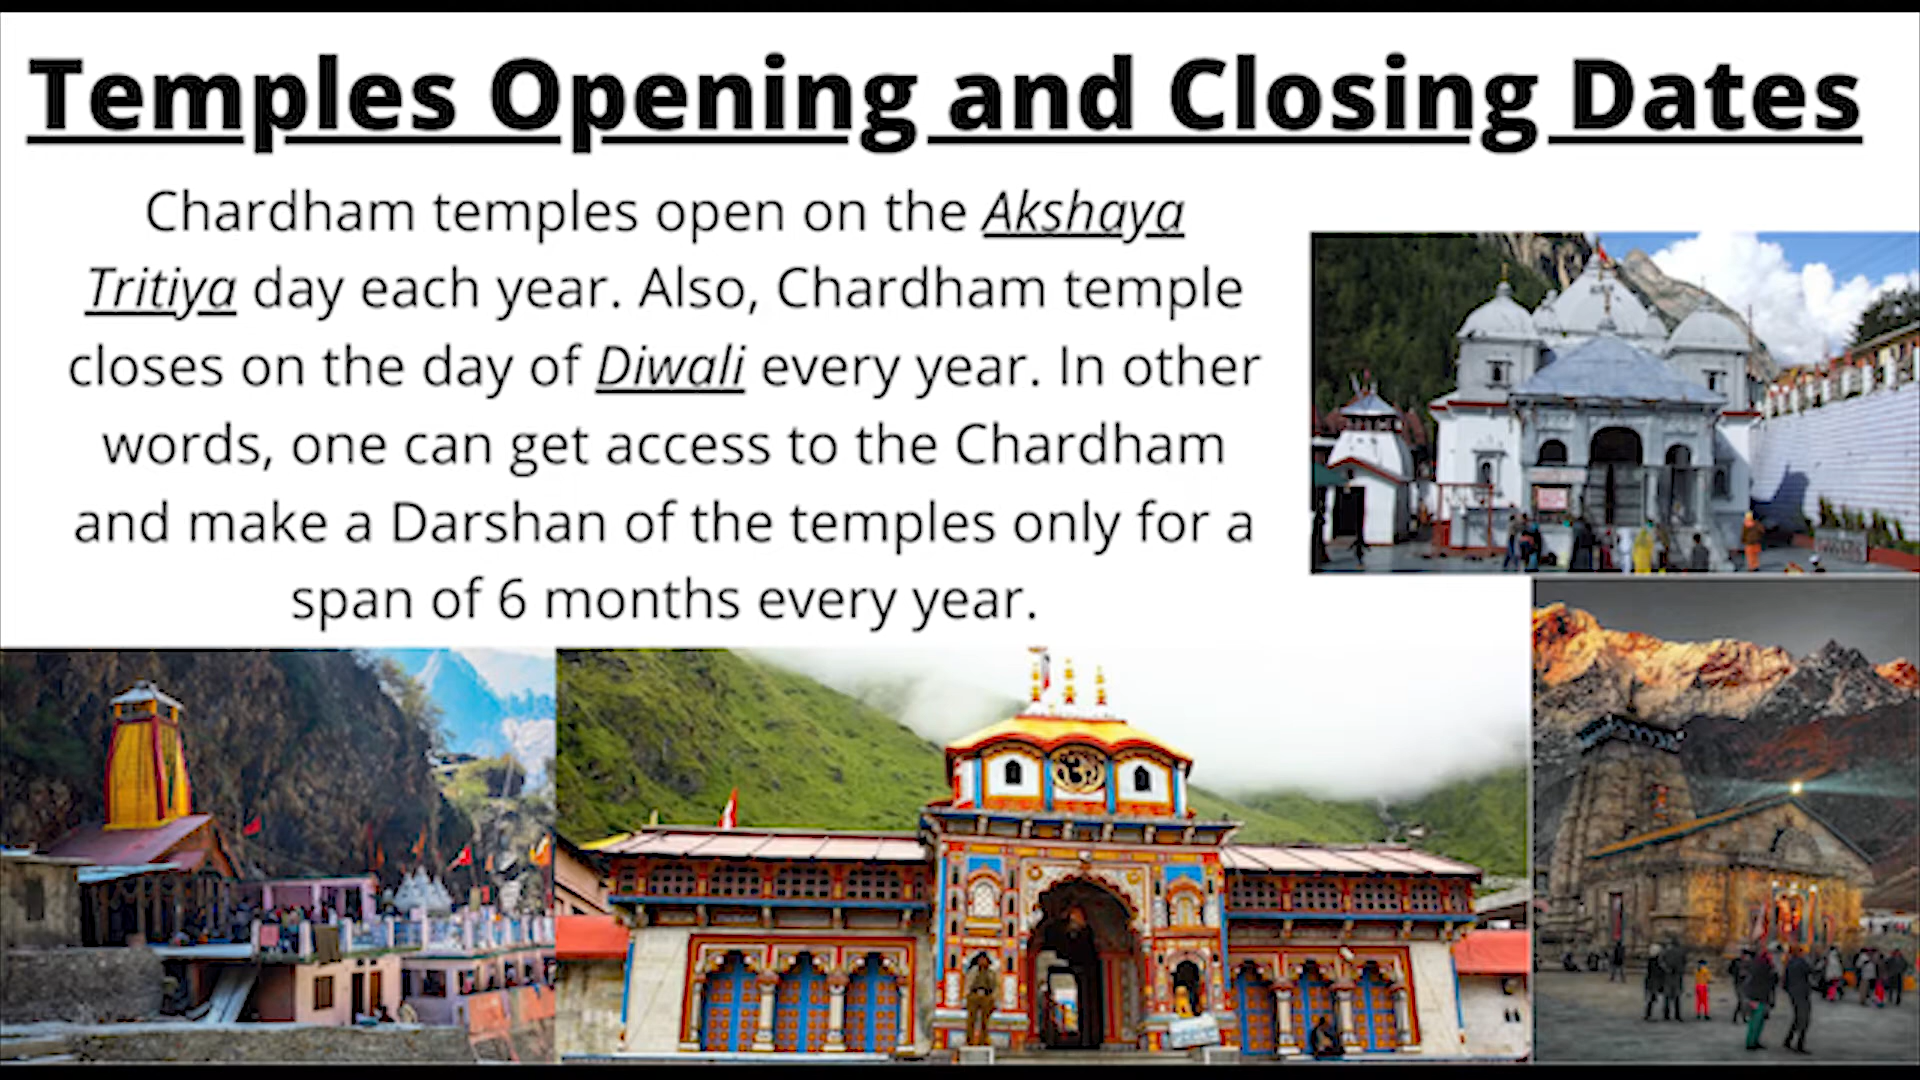 Temples Opening and Closing Dates
Chardham temples open on the Akshaya
Tritiya day each year. Also, Chardham temple
closes on the day of Diwali every year. In other
words, one can get access to the Chardham
and make a Darshan of the temples only for a
span of 6 months every year.
ॐ